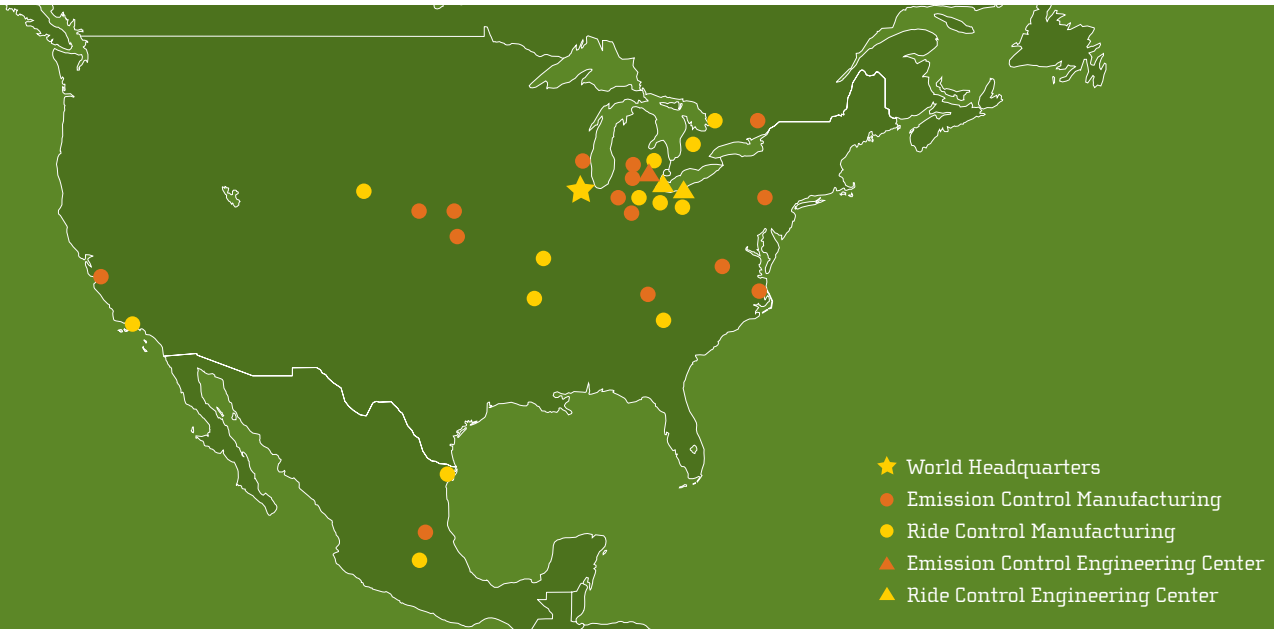 World Headquarters
Emission Control Manufacturing
Ride Control Manufacturing
Emission Control Engineering Center
Ride Control Engineering Center